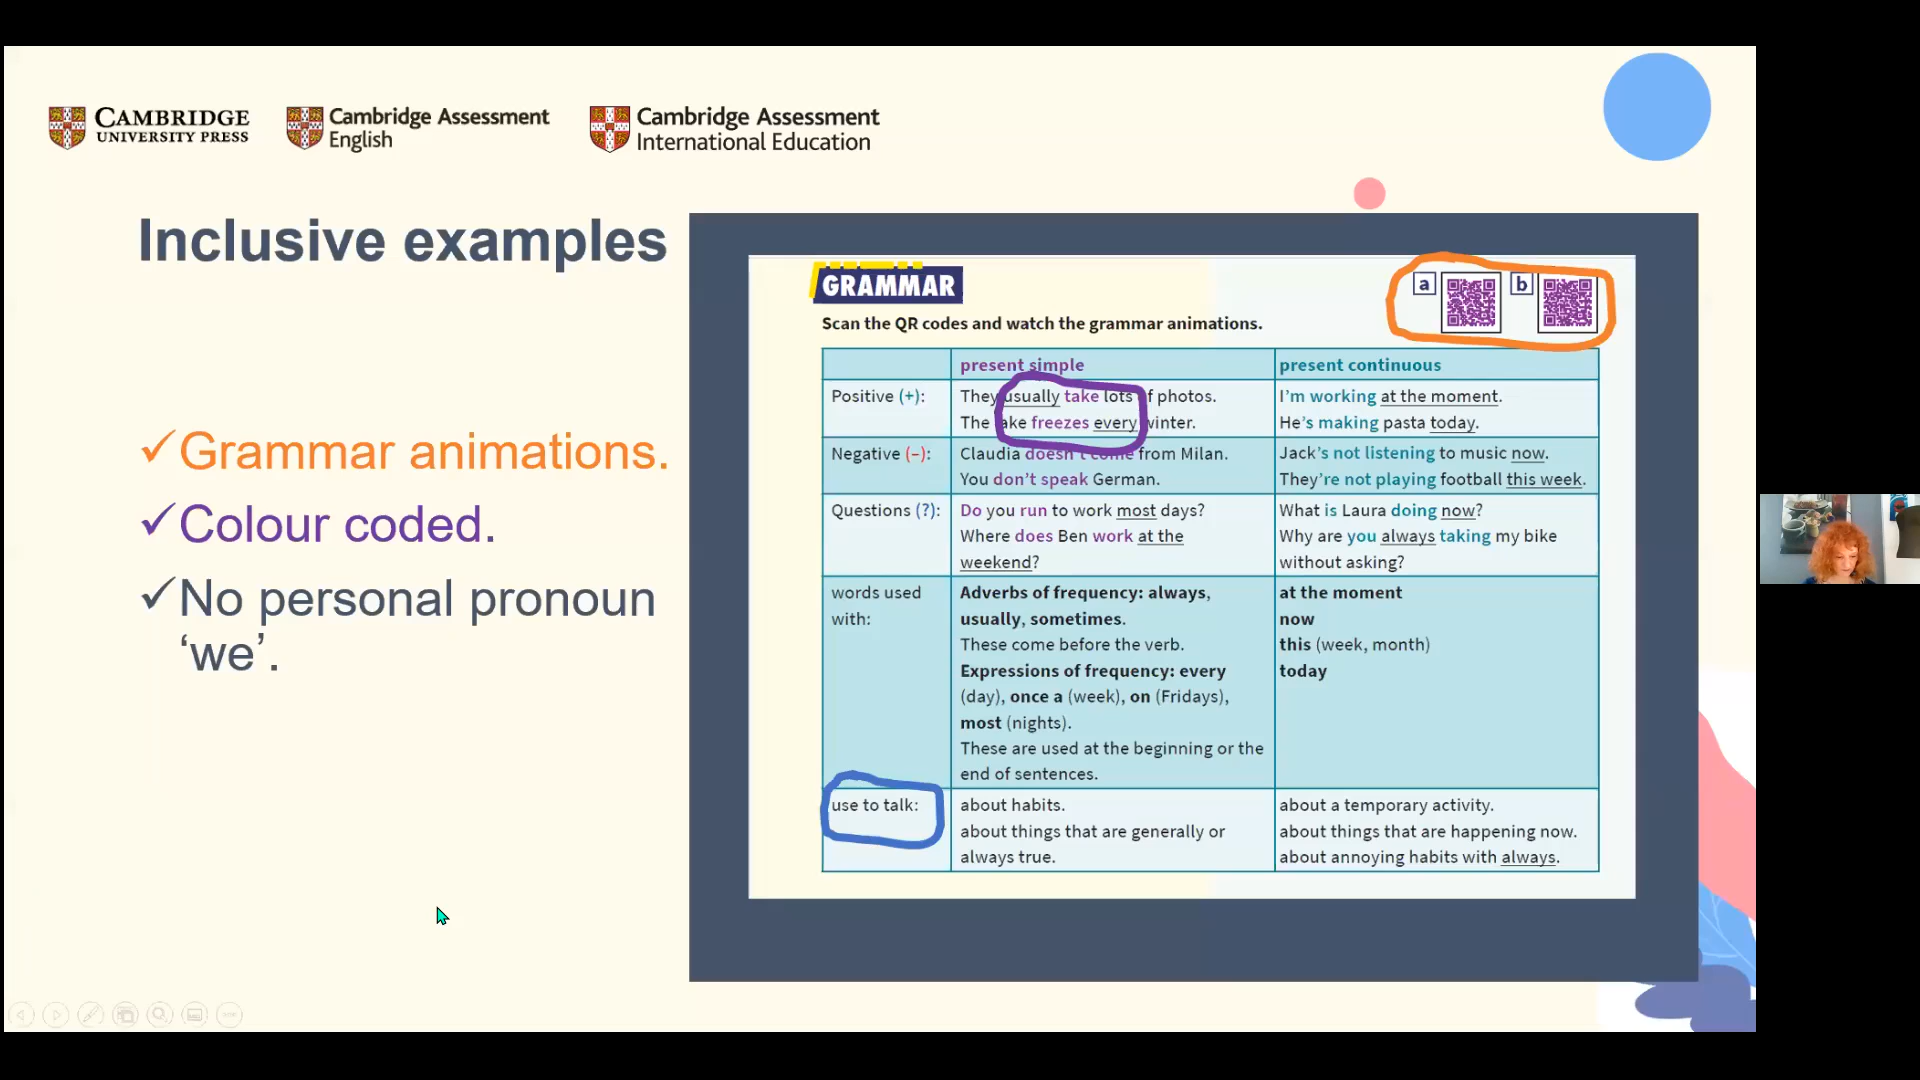 CAMBRIDGE
UNIVERSITY PRESS
Cambridge Assessment
English
Cambridge Assessment
International Education
Inclusive examples
✓Grammar animations.
✓Colour coded.
✓No personal pronoun
‘we’.
GRAMMAR
a
b
Scan the QR codes and watch the grammar animations.
present simple
present continuous
Positive (+):
They usually take lots of photos.
The lake freezes every winter.
I’m working at the moment.
He’s making pasta today.
Negative (–):
Claudia doesn’t come from Milan.
You don’t speak German.
Jack’s not listening to music now.
They’re not playing football this week.
Questions (?):
Do you run to work most days?
Where does Ben work at the
weekend?
What is Laura doing now?
Why are you always taking my bike
without asking?
words used
with:
Adverbs of frequency: always,
usually, sometimes.
These come before the verb.
Expressions of frequency: every
(day), once a (week), on (Fridays),
most (nights).
These are used at the beginning or the
end of sentences.
at the moment
now
this (week, month)
today
use to talk:
about habits.
about things that are generally or
always true.
about a temporary activity.
about things that are happening now.
about annoying habits with always.